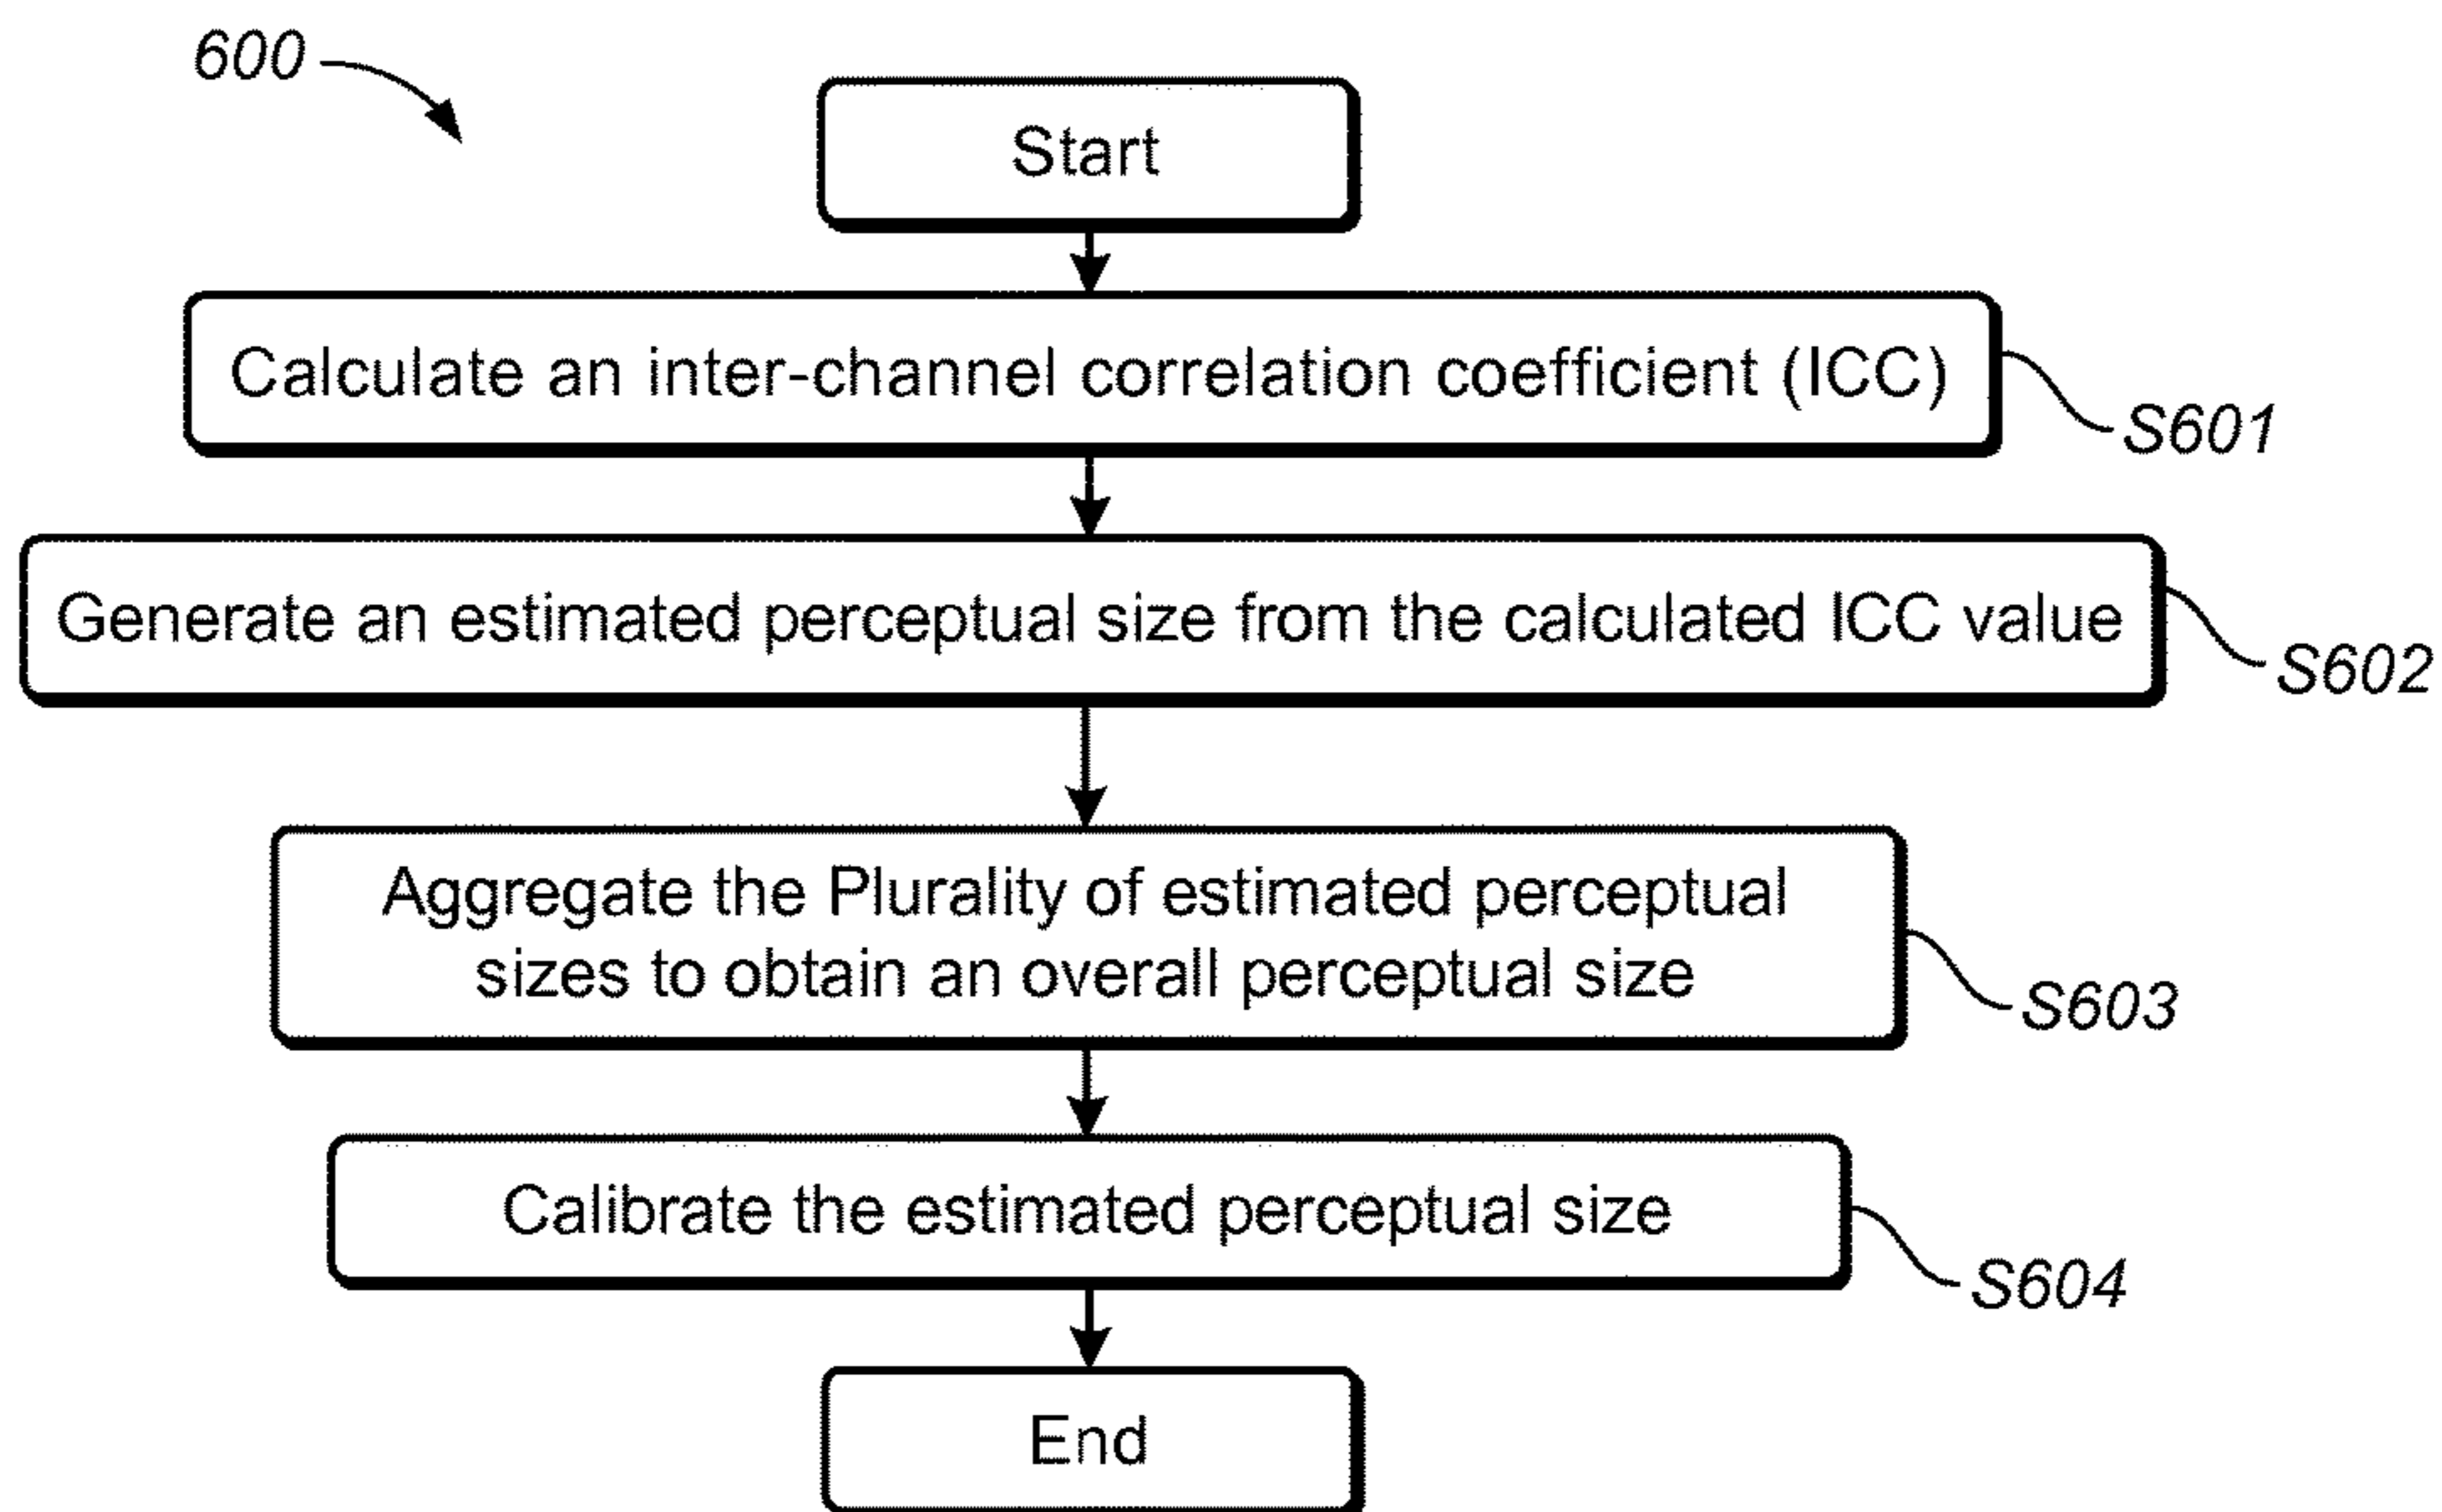 600
Start
Calculate an inter-channel correlation coefficient (ICC)
S601
Generate an estimated perceptual size from the calculated ICC value
S602
Aggregate the Plurality of estimated perceptual
sizes to obtain an overall perceptual size
S603
Calibrate the estimated perceptual size
S604
End